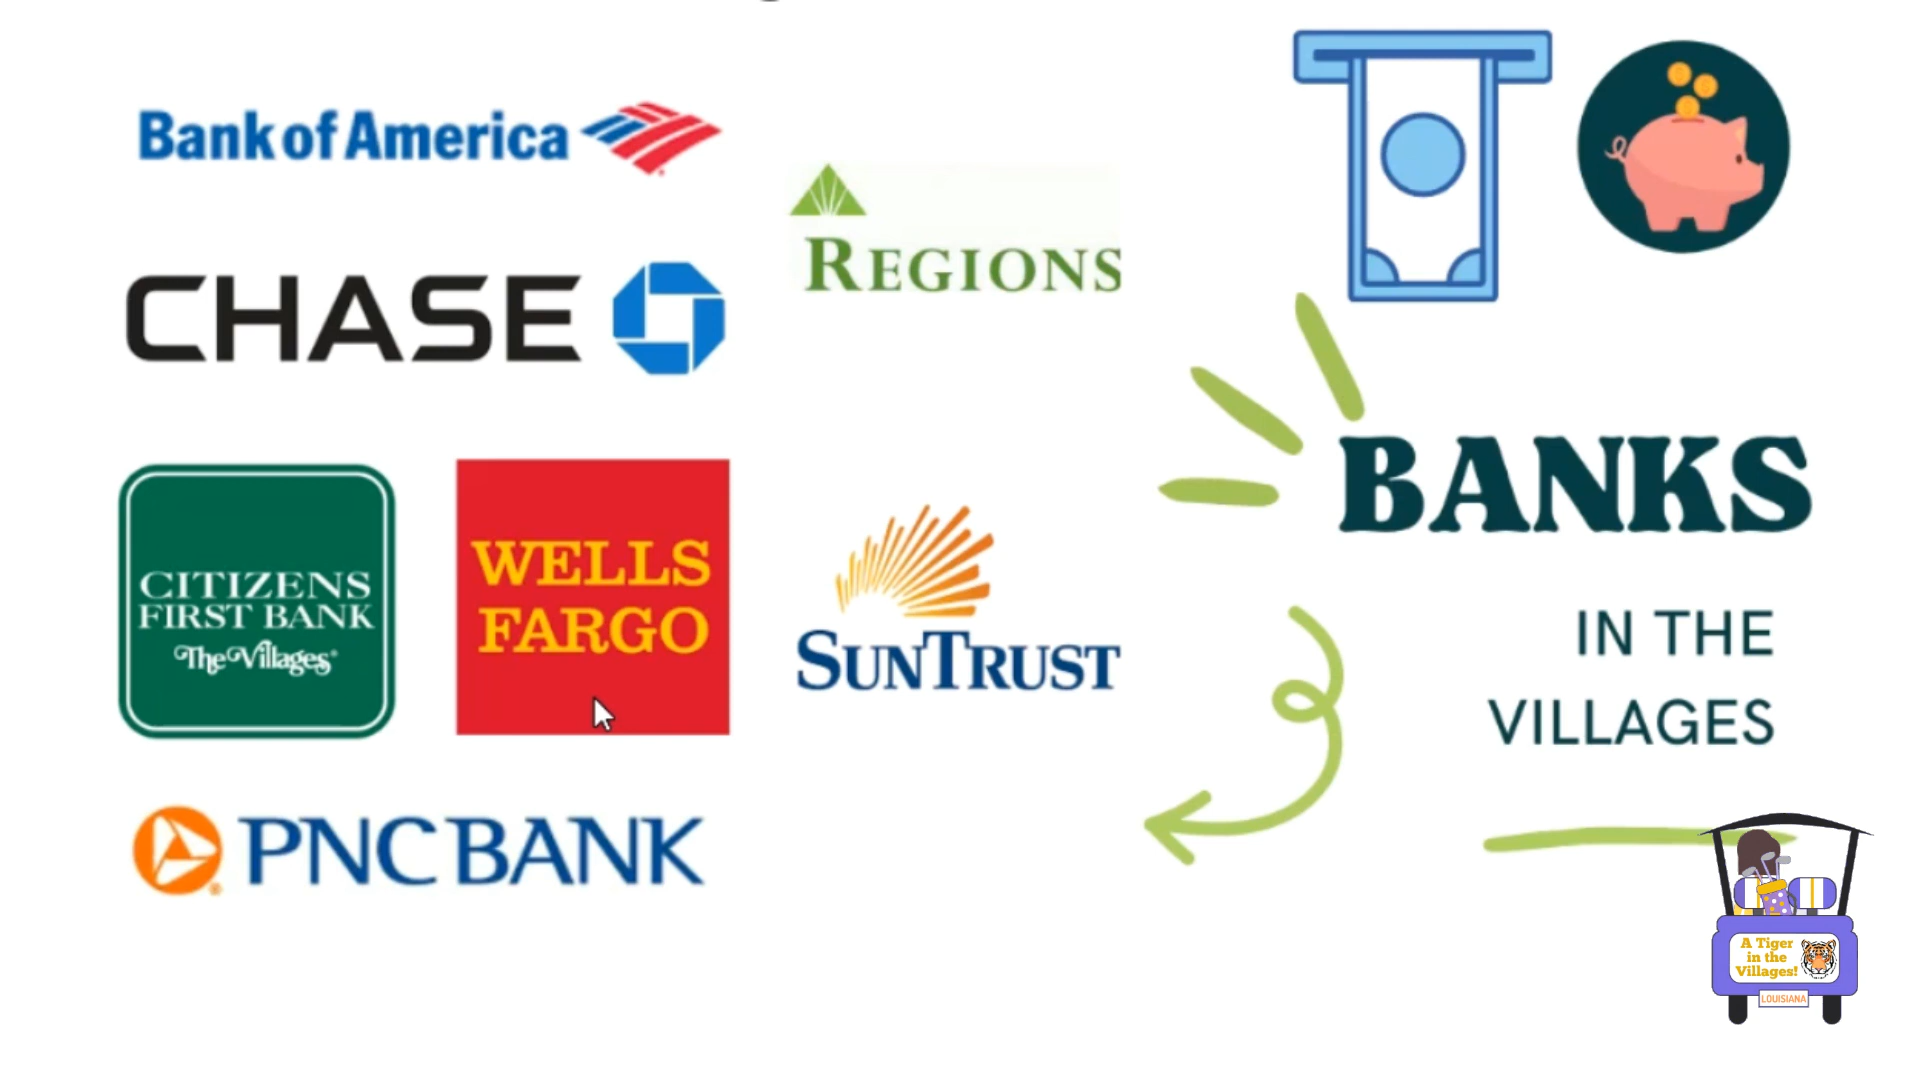 Bank of America
REGIONS
CHASE
BANKS
IN THE
VILLAGES
CITIZENS
FIRST BANK
The Villages®
WELLS
FARGO
SUNTRUST
PNC BANK
A Tiger
in the
Villages!
LOUISIANA